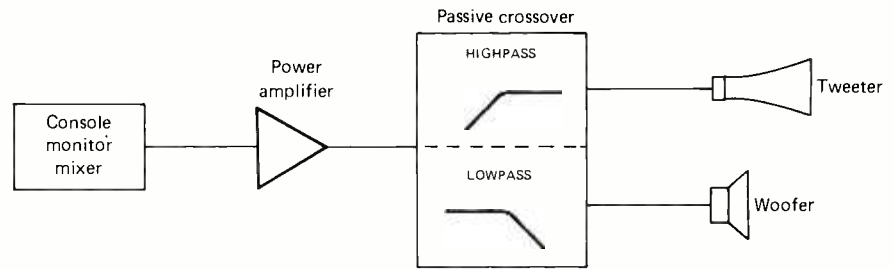 Passive crossover
HIGHPASS
Power
amplifier
Tweeter
Console
monitor
mixer
LOWPASS
Woofer